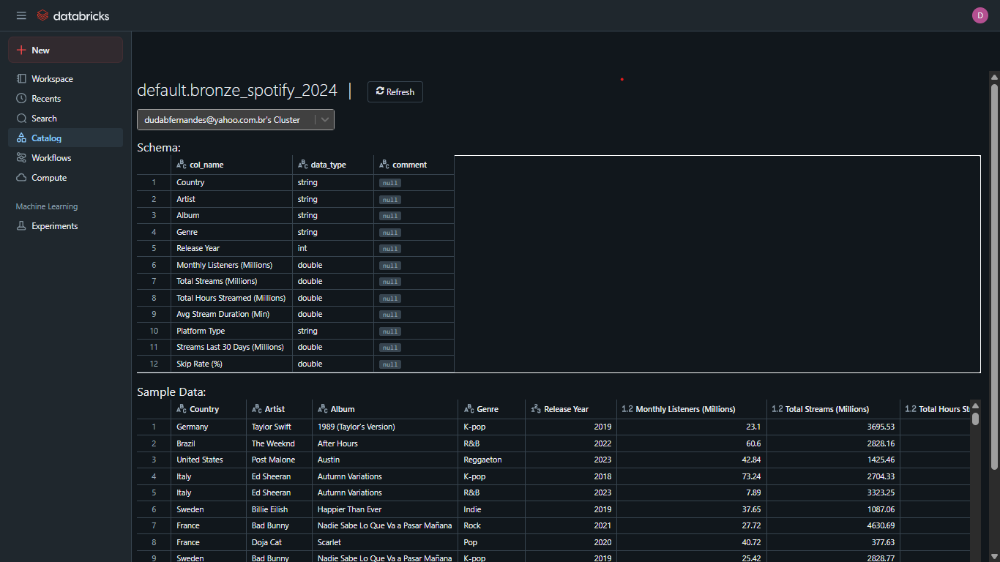 databricks
D
New
Workspace
Recents
Search
Catalog
Workflows
Compute
Machine Learning
Experiments
default.bronze_spotify_2024 | Refresh
dudabfernandes@yahoo.com.br's Cluster
Schema:
col_name data_type comment
1 Country string null
2 Artist string null
3 Album string null
4 Genre string null
5 Release Year int null
6 Monthly Listeners (Millions) double null
7 Total Streams (Millions) double null
8 Total Hours Streamed (Millions) double null
9 Avg Stream Duration (Min) double null
10 Platform Type string null
11 Streams Last 30 Days (Millions) double null
12 Skip Rate (%) double null
Sample Data:
Country Artist Album Genre Release Year 1.2 Monthly Listeners (Millions) 1.2 Total Streams (Millions) 1.2 Total Hours St
1 Germany Taylor Swift 1989 (Taylor's Version) K-pop 2019 23.1 3695.53
2 Brazil The Weeknd After Hours R&B 2022 60.6 2828.16
3 United States Post Malone Austin Reggaeton 2023 42.84 1425.46
4 Italy Ed Sheeran Autumn Variations K-pop 2018 73.24 2704.33
5 Italy Ed Sheeran Autumn Variations R&B 2023 7.89 3323.25
6 Sweden Billie Eilish Happier Than Ever Indie 2019 37.65 1087.06
7 France Bad Bunny Nadie Sabe Lo Que Va a Pasar Mañana Rock 2021 27.72 4630.69
8 France Doja Cat Scarlet Pop 2020 40.72 377.63
9 Sweden Bad Bunny Nadie Sabe Lo Que Va a Pasar Mañana K-pop 2019 25.42 2828.77